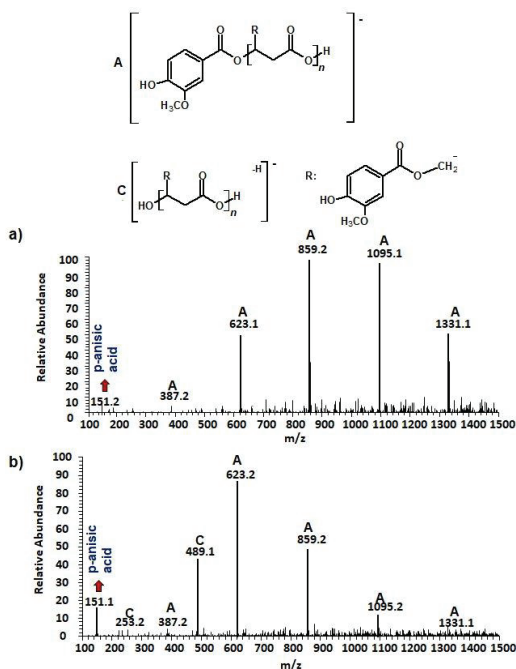 A
R
O
O
O
O
H
n
HO
H₃CO
-
C
R
O
HO
O
H
n
-H
-
R:
O
O
CH₂
-
HO
H₃CO
a)
Relative Abundance
100
90
80
70
60
50
40
30
20
10
0
p-anisic acid
151.2
A
387.2
A
623.1
A
859.2
A
1095.1
A
1331.1
100 200 300 400 500 600 700 800 900 1000 1100 1200 1300 1400 1500
m/z
b)
Relative Abundance
100
90
80
70
60
50
40
30
20
10
0
p-anisic acid
151.1
C
253.2
A
387.2
C
489.1
A
623.2
A
859.2
A
1095.2
A
1331.1
100 200 300 400 500 600 700 800 900 1000 1100 1200 1300 1400 1500
m/z